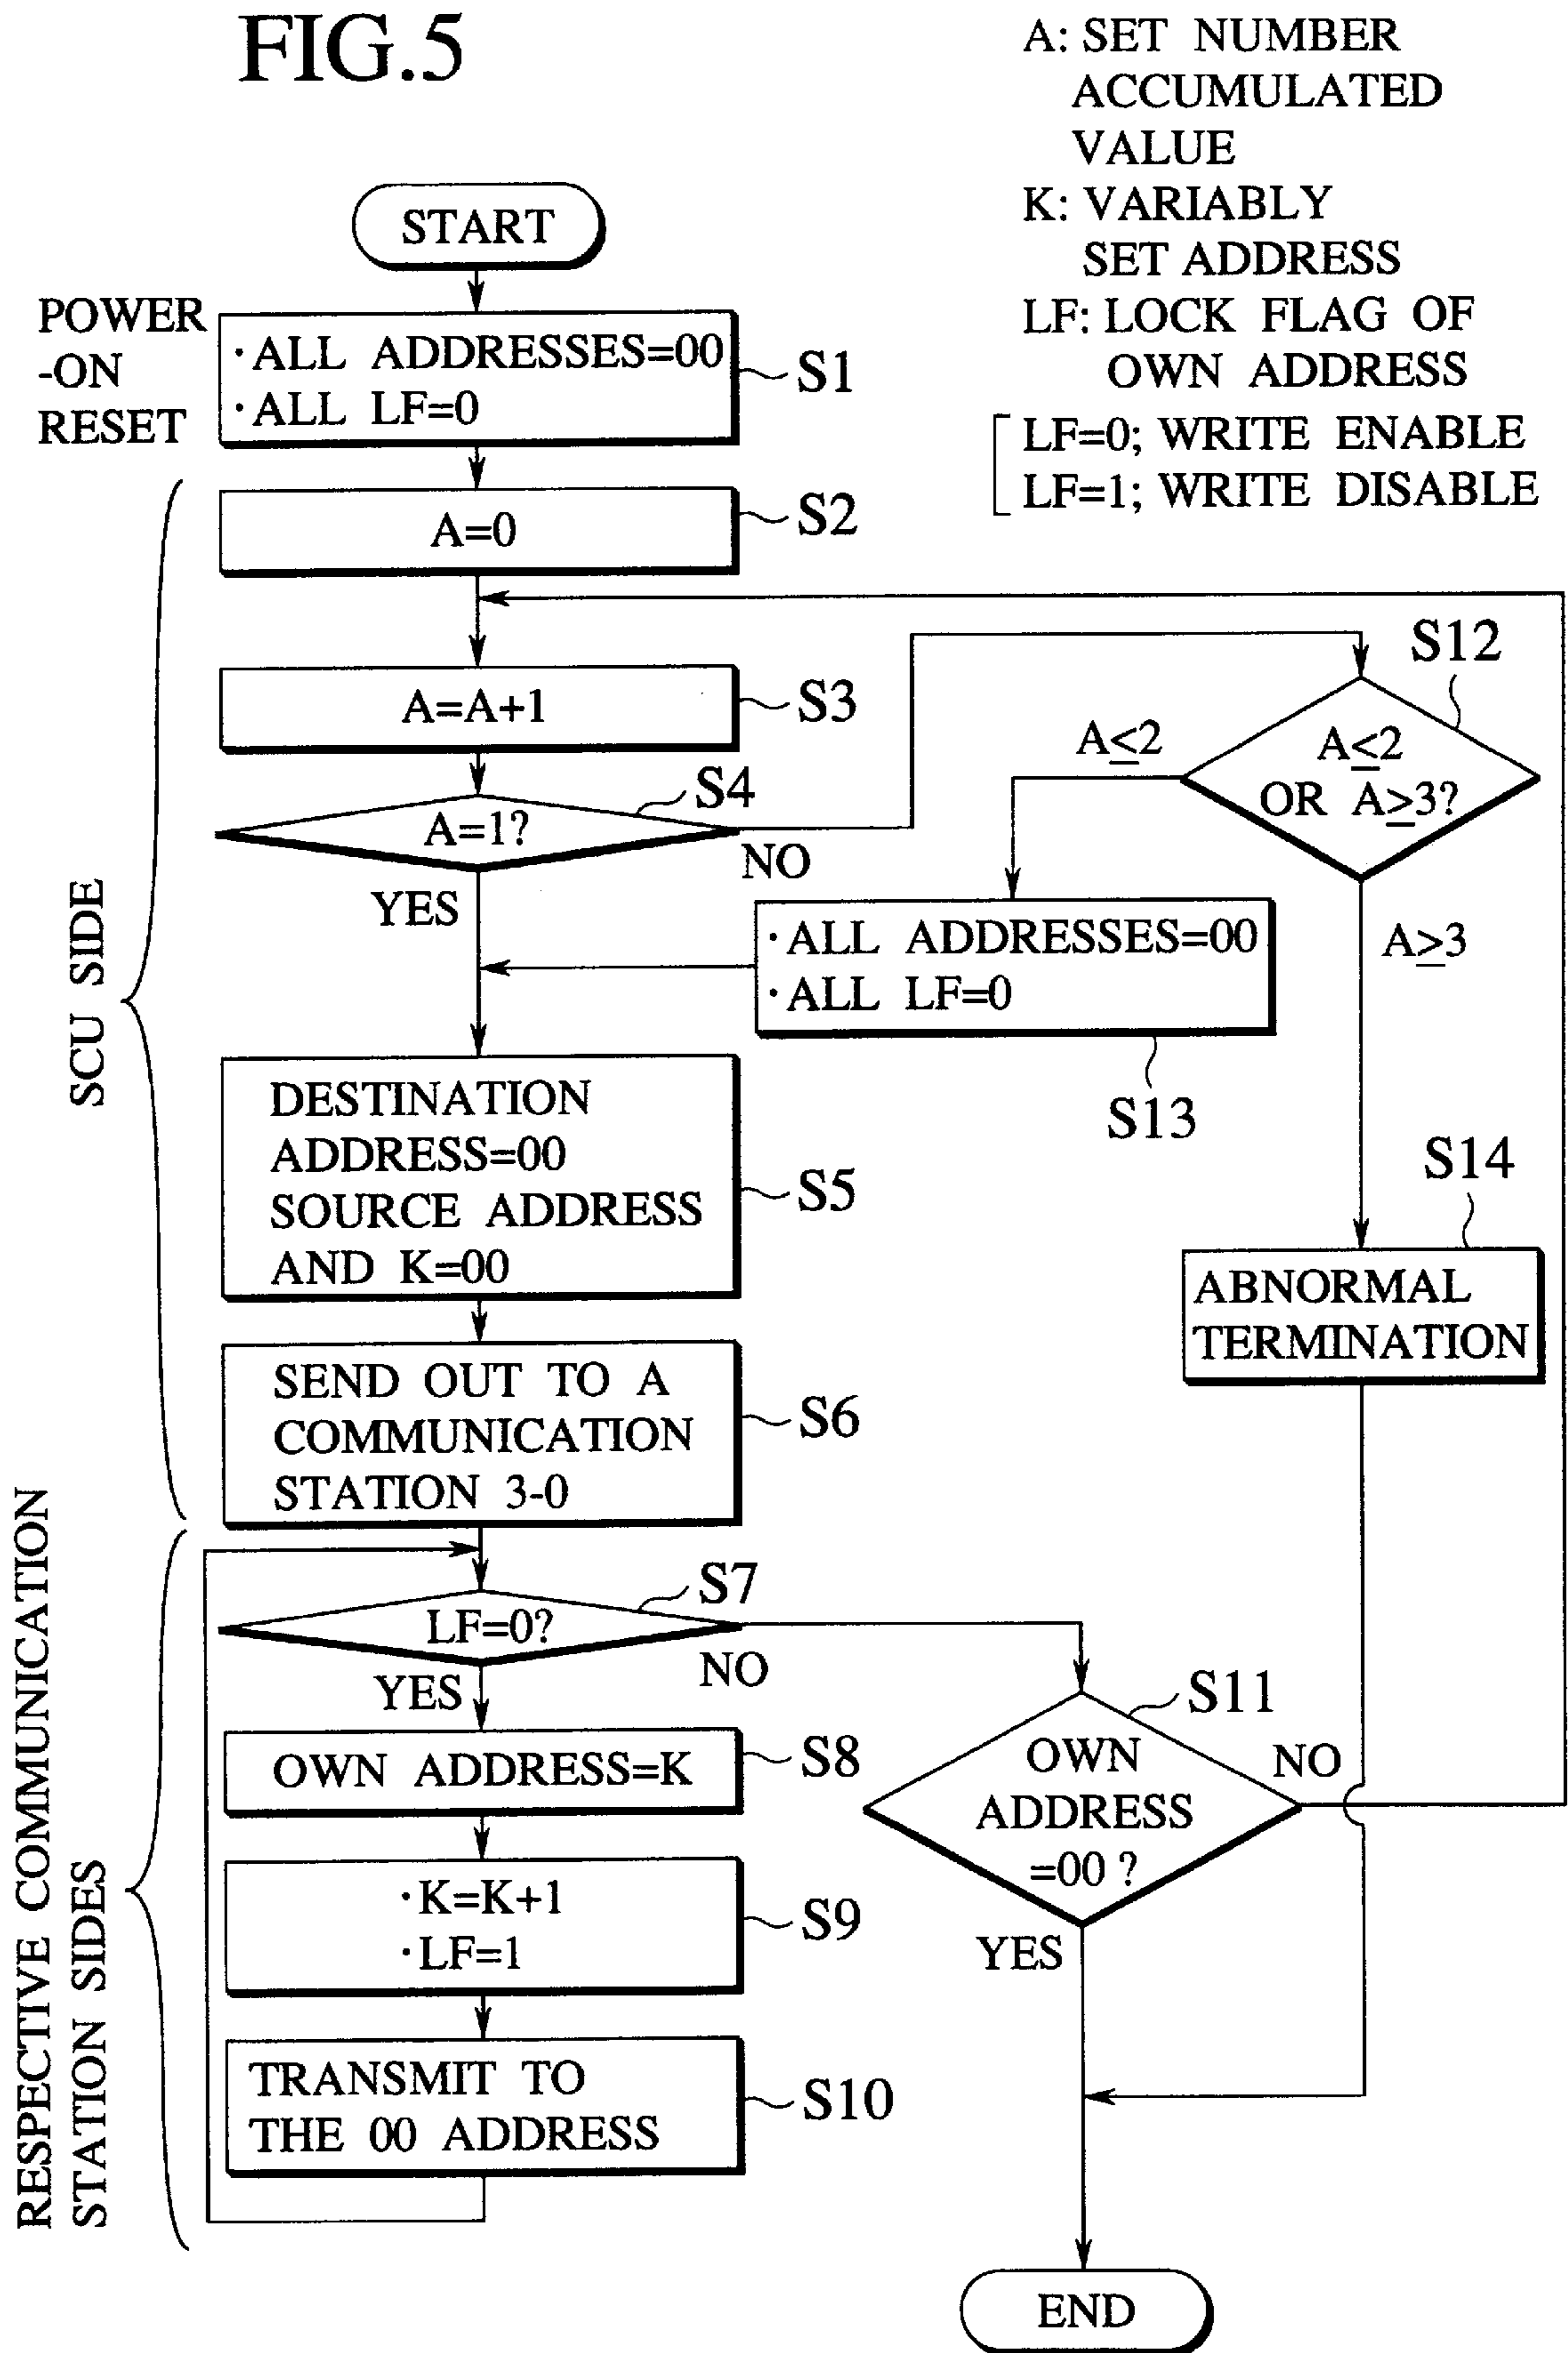 FIG.5
A: SET NUMBER
ACCUMULATED
VALUE
K: VARIABLY
SET ADDRESS
LF: LOCK FLAG OF
OWN ADDRESS
LF=0; WRITE ENABLE
LF=1; WRITE DISABLE
START
POWER
-ON
RESET
·ALL ADDRESSES=00
·ALL LF=0
S1
SCU SIDE
A=0
S2
A=A+1
S3
A=1?
S4
NO
YES
S12
A≤2
OR A≥3?
A≤2
A≥3
·ALL ADDRESSES=00
·ALL LF=0
S13
DESTINATION
ADDRESS=00
SOURCE ADDRESS
AND K=00
S5
S14
ABNORMAL
TERMINATION
SEND OUT TO A
COMMUNICATION
STATION 3-0
S6
RESPECTIVE COMMUNICATION
STATION SIDES
LF=0?
S7
NO
YES
OWN ADDRESS=K
S8
·K=K+1
·LF=1
S9
TRANSMIT TO
THE 00 ADDRESS
S10
S11
OWN
ADDRESS
=00 ?
NO
YES
END